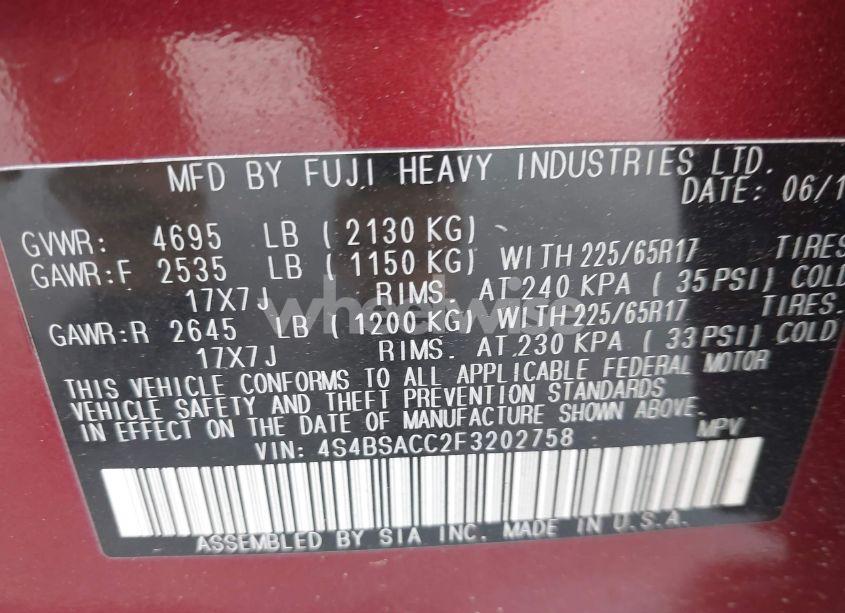 MFD BY FUJI HEAVY INDUSTRIES LTD.
DATE: 06/1
GVWR: 4695 LB ( 2130 KG)
GAWR:F 2535 LB ( 1150 KG) WITH 225/65R17 TIRES
17X7J RIMS. AT 240 KPA ( 35 PSI) COLD
GAWR:R 2645 LB ( 1200 KG) WITH 225/65R17 TIRES.
17X7J RIMS. AT 230 KPA ( 33 PSI) COLD
THIS VEHICLE CONFORMS TO ALL APPLICABLE FEDERAL MOTOR
VEHICLE SAFETY AND THEFT PREVENTION STANDARDS
IN EFFECT ON THE DATE OF MANUFACTURE SHOWN ABOVE.
VIN: 4S4BSACC2F3202758 MPV
ASSEMBLED BY SIA INC. MADE IN U.S.A.
wheelwise